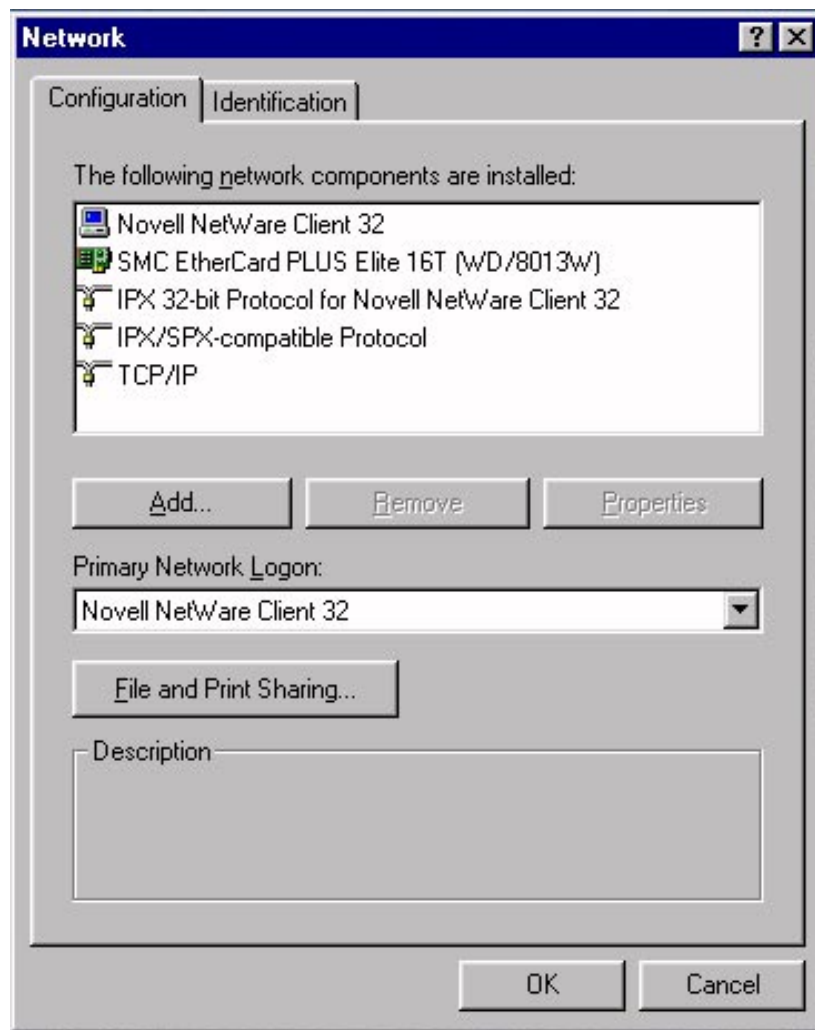 Network
Configuration
Identification
The following network components are installed:
Novell NetWare Client 32
SMC EtherCard PLUS Elite 16T (WD/8013W)
IPX 32-bit Protocol for Novell NetWare Client 32
IPX/SPX-compatible Protocol
TCP/IP
Add...
Remove
Properties
Primary Network Logon:
Novell NetWare Client 32
File and Print Sharing...
Description
OK
Cancel